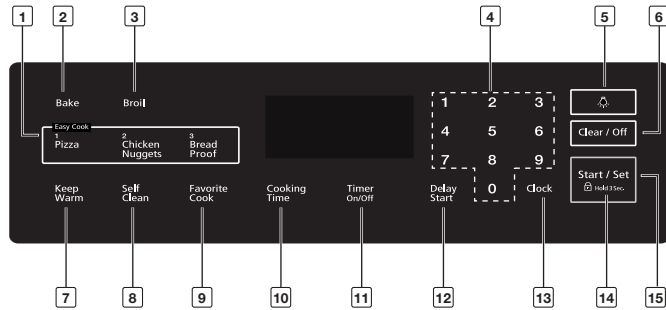 1 2 3 4 5 6
Bake Broil
Easy Cook
1 2 3
Pizza Chicken Nuggets Bread Proof
1 2 3
4 5 6
7 8 9
0
Clear / Off
Start / Set
Hold 3 Sec.
Keep Warm
Self Clean
Favorite Cook
Cooking Time
Timer On/Off
Delay Start
Clock
7 8 9 10 11 12 13 14 15